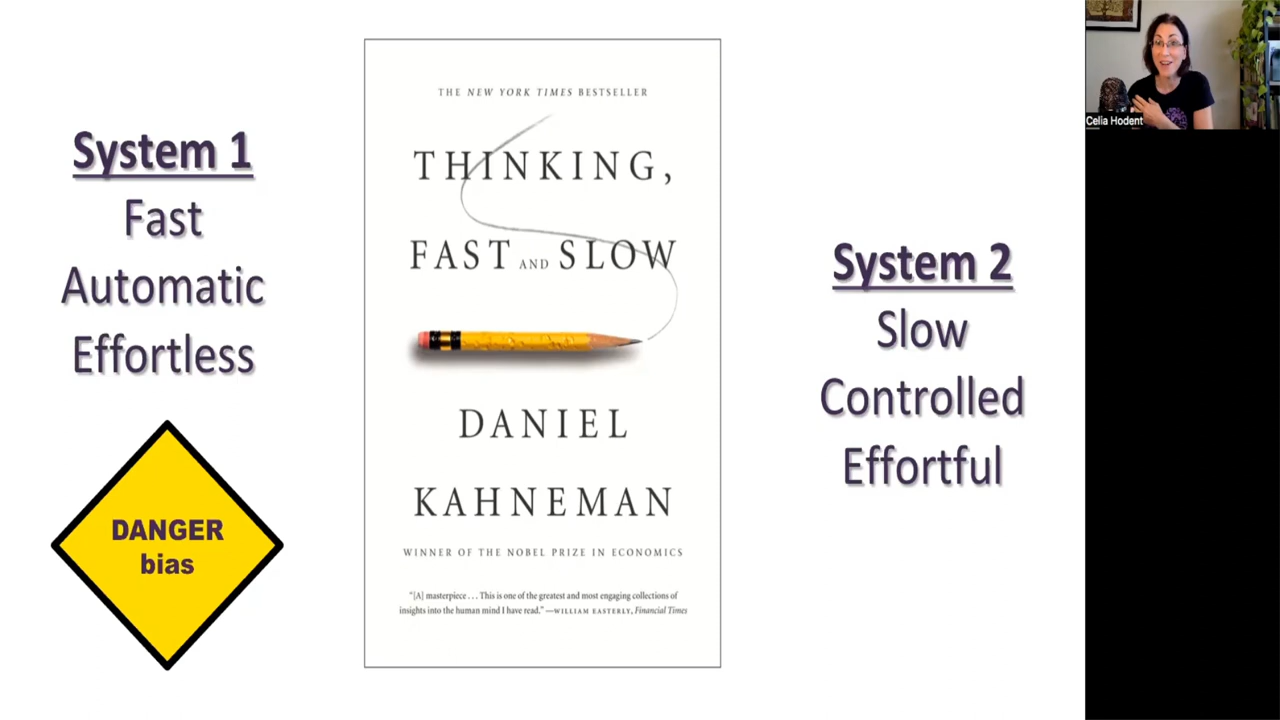 System 1
Fast
Automatic
Effortless
DANGER
bias
THE NEW YORK TIMES BESTSELLER
THINKING,
FAST AND SLOW
DANIEL
KAHNEMAN
WINNER OF THE NOBEL PRIZE IN ECONOMICS
“[A] masperpiece . . . This is one of the greatest and most engaging collections of
insights into the human mind I have read.” —WILLIAM EASTERLY, Financial Times
System 2
Slow
Controlled
Effortful
Celia Hodent